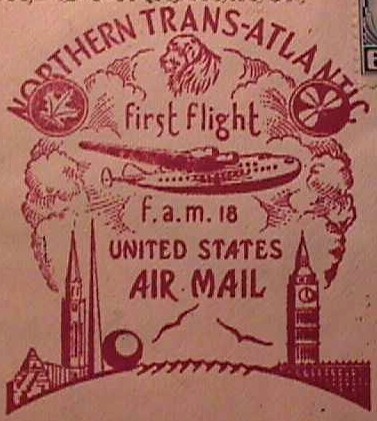 NORTHERN TRANS-ATLANTIC
first flight
f.a.m. 18
UNITED STATES
AIR MAIL